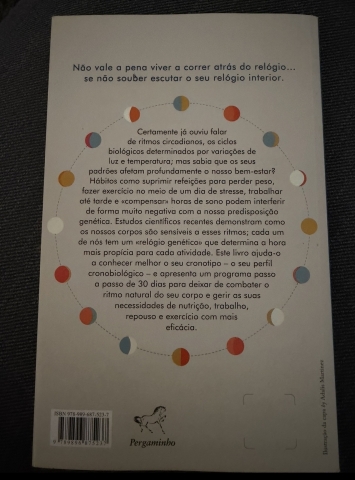 Não vale a pena viver a correr atrás do relógio...
se não souber escutar o seu relógio interior.
Certamente já ouviu falar
de ritmos circadianos, os ciclos
biológicos determinados por variações de
luz e temperatura; mas sabia que os seus
padrões afetam profundamente o nosso bem-estar?
Hábitos como suprimir refeições para perder peso,
fazer exercício no meio de um dia de stresse, trabalhar
até tarde e «compensar» horas de sono podem interferir
de forma muito negativa com a nossa predisposição
genética. Estudos científicos recentes demonstram como
os nossos corpos são sensíveis a esses ritmos; cada um
de nós tem um «relógio genético» que determina a hora
mais propícia para cada atividade. Este livro ajuda-o
a conhecer melhor o seu cronotipo – o seu perfil
cronobiológico – e apresenta um programa passo
a passo de 30 dias para deixar de combater o
ritmo natural do seu corpo e gerir as suas
necessidades de nutrição, trabalho,
repouso e exercício com mais
eficácia.
Pergaminho